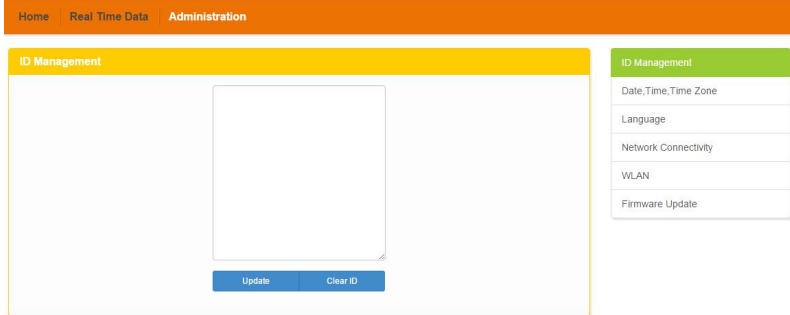 Home Real Time Data Administration
ID Management
Update Clear ID
ID Management
Date,Time,Time Zone
Language
Network Connectivity
WLAN
Firmware Update